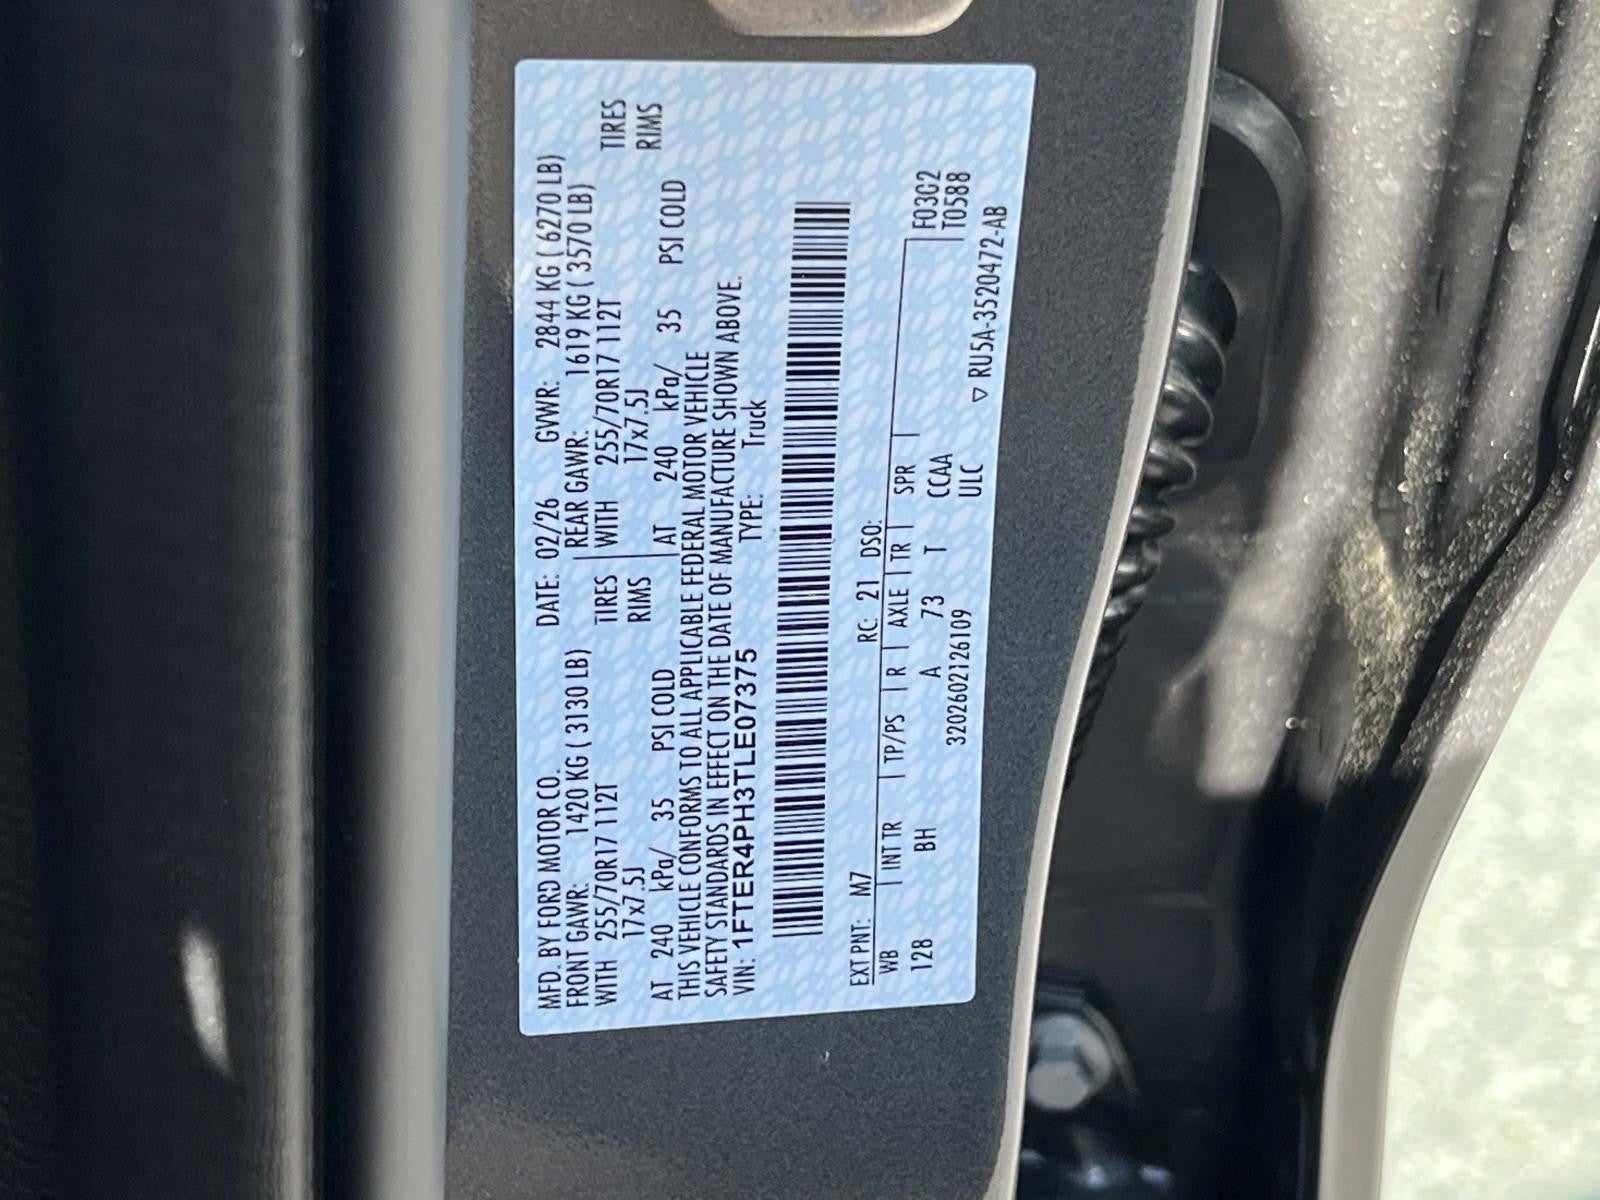 MFD. BY FORD MOTOR CO. DATE: 02/26 GVWR: 2844 KG ( 6270 LB)
FRONT GAWR: 1420 KG ( 3130 LB) REAR GAWR: 1619 KG ( 3570 LB)
WITH 255/70R17 112T TIRES WITH 255/70R17 112T TIRES
17x7.5J RIMS 17x7.5J RIMS
AT 240 kPa/ 35 PSI COLD AT 240 kPa/ 35 PSI COLD
THIS VEHICLE CONFORMS TO ALL APPLICABLE FEDERAL MOTOR VEHICLE
SAFETY STANDARDS IN EFFECT ON THE DATE OF MANUFACTURE SHOWN ABOVE.
VIN: 1FTER4PH3TLE07375 TYPE: Truck
EXT PNT: M7 RC: 21 DSO:
WB INT TR TP/PS R AXLE TR SPR F03G2
128 BH A 73 T CCAA T0588
3202602126109 ULC
▽ RU5A-3520472-AB